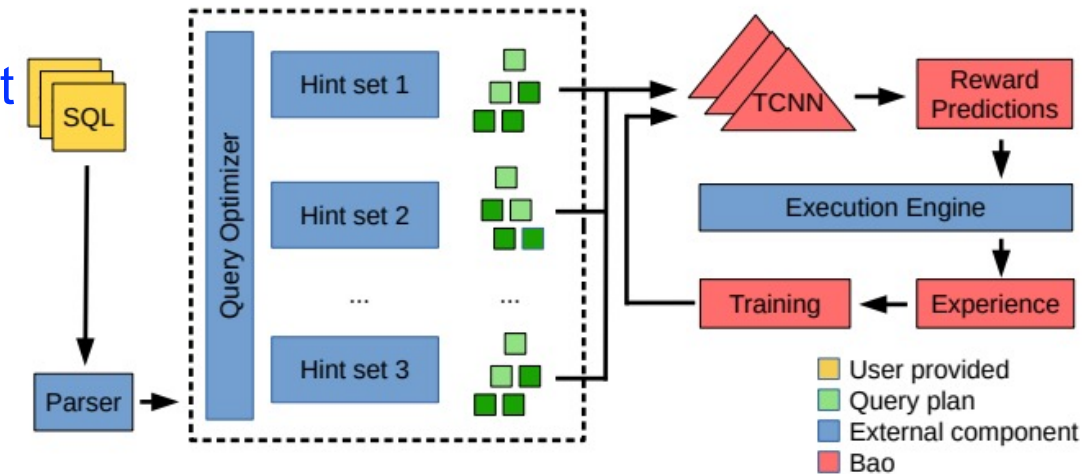 t
SQL
Parser
Query Optimizer
Hint set 1
Hint set 2
...
...
Hint set 3
TCNN
Reward
Predictions
Execution Engine
Training
Experience
User provided
Query plan
External component
Bao